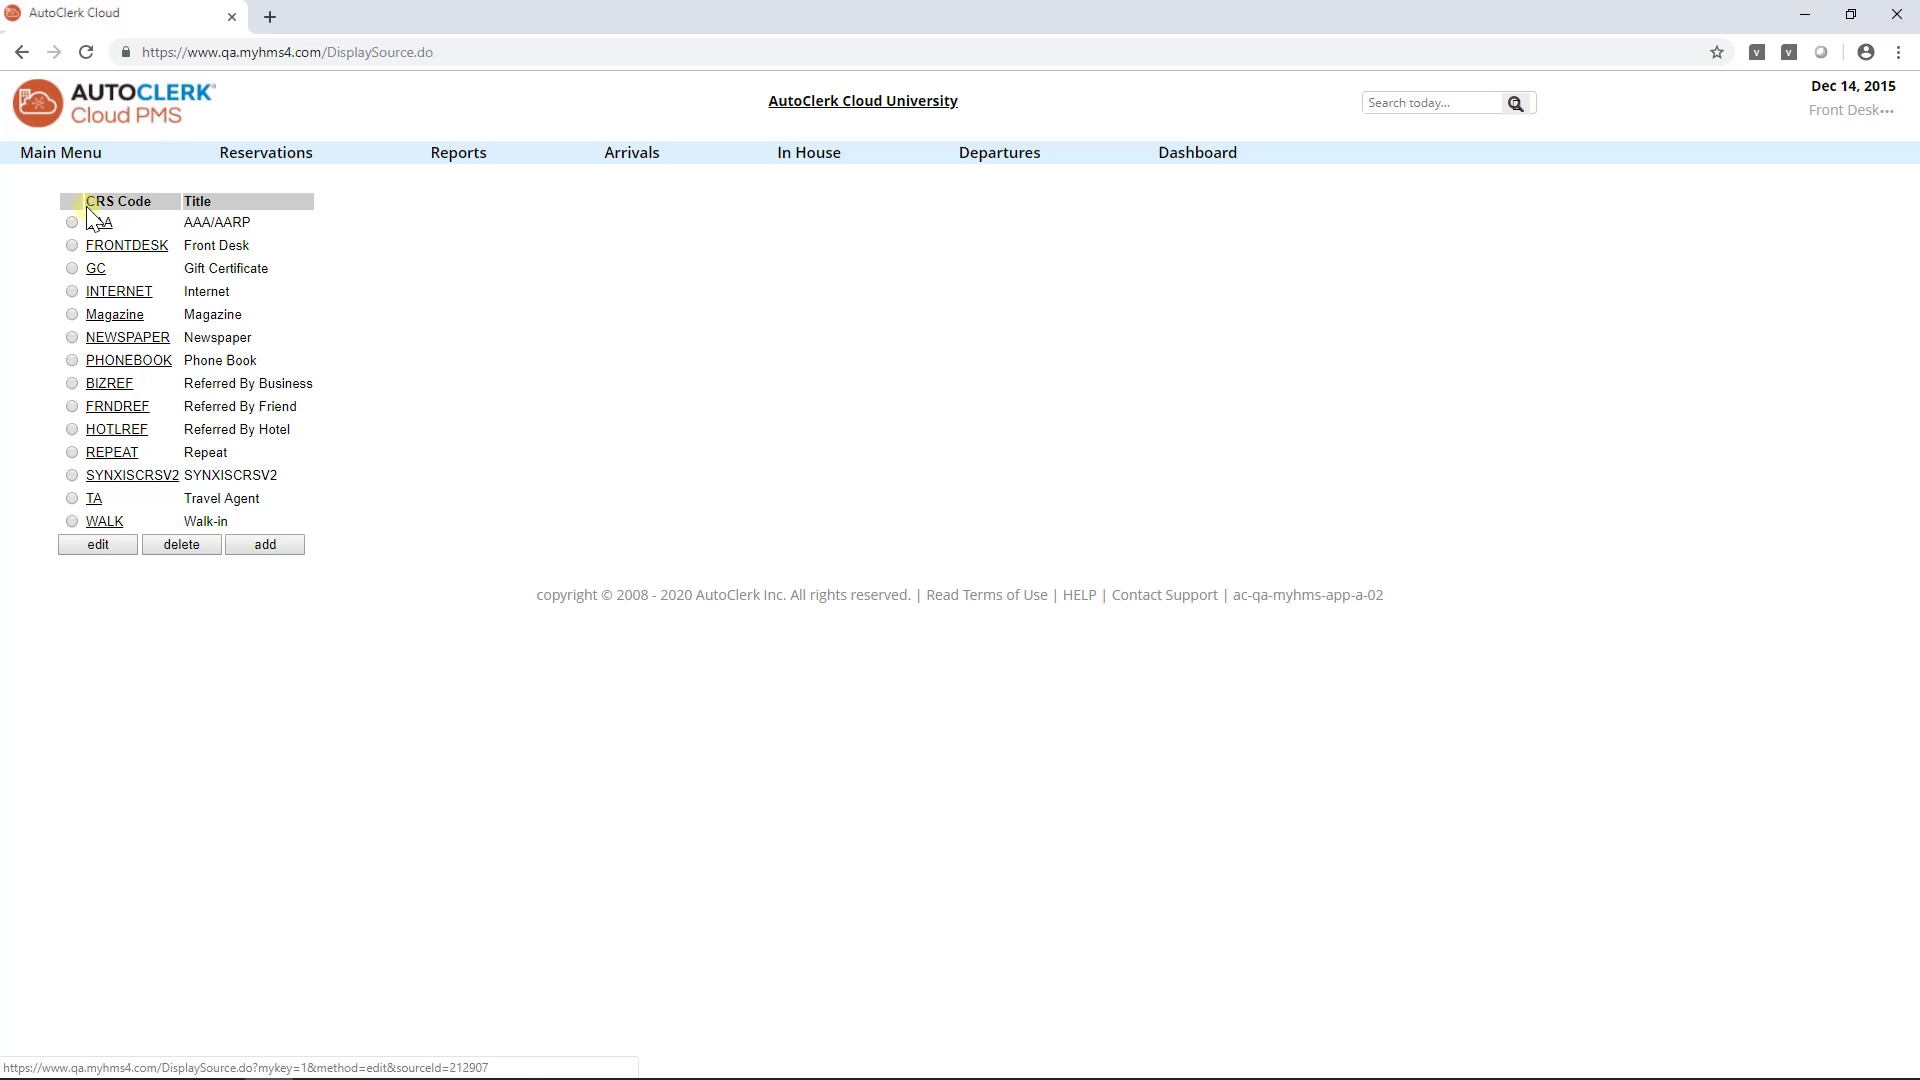 AutoClerk Cloud
https://www.qa.myhms4.com/DisplaySource.do
AUTOCLERK®
Cloud PMS
AutoClerk Cloud University
Search today...
Dec 14, 2015
Front Desk•••
Main Menu Reservations Reports Arrivals In House Departures Dashboard
CRS Code Title
AAA/AARP
FRONTDESK Front Desk
GC Gift Certificate
INTERNET Internet
Magazine Magazine
NEWSPAPER Newspaper
PHONEBOOK Phone Book
BIZREF Referred By Business
FRNDREF Referred By Friend
HOTLREF Referred By Hotel
REPEAT Repeat
SYNXISCRSV2 SYNXISCRSV2
TA Travel Agent
WALK Walk-in
edit delete add
copyright © 2008 - 2020 AutoClerk Inc. All rights reserved. | Read Terms of Use | HELP | Contact Support | ac-qa-myhms-app-a-02
https://www.qa.myhms4.com/DisplaySource.do?mykey=1&method=edit&sourceId=212907